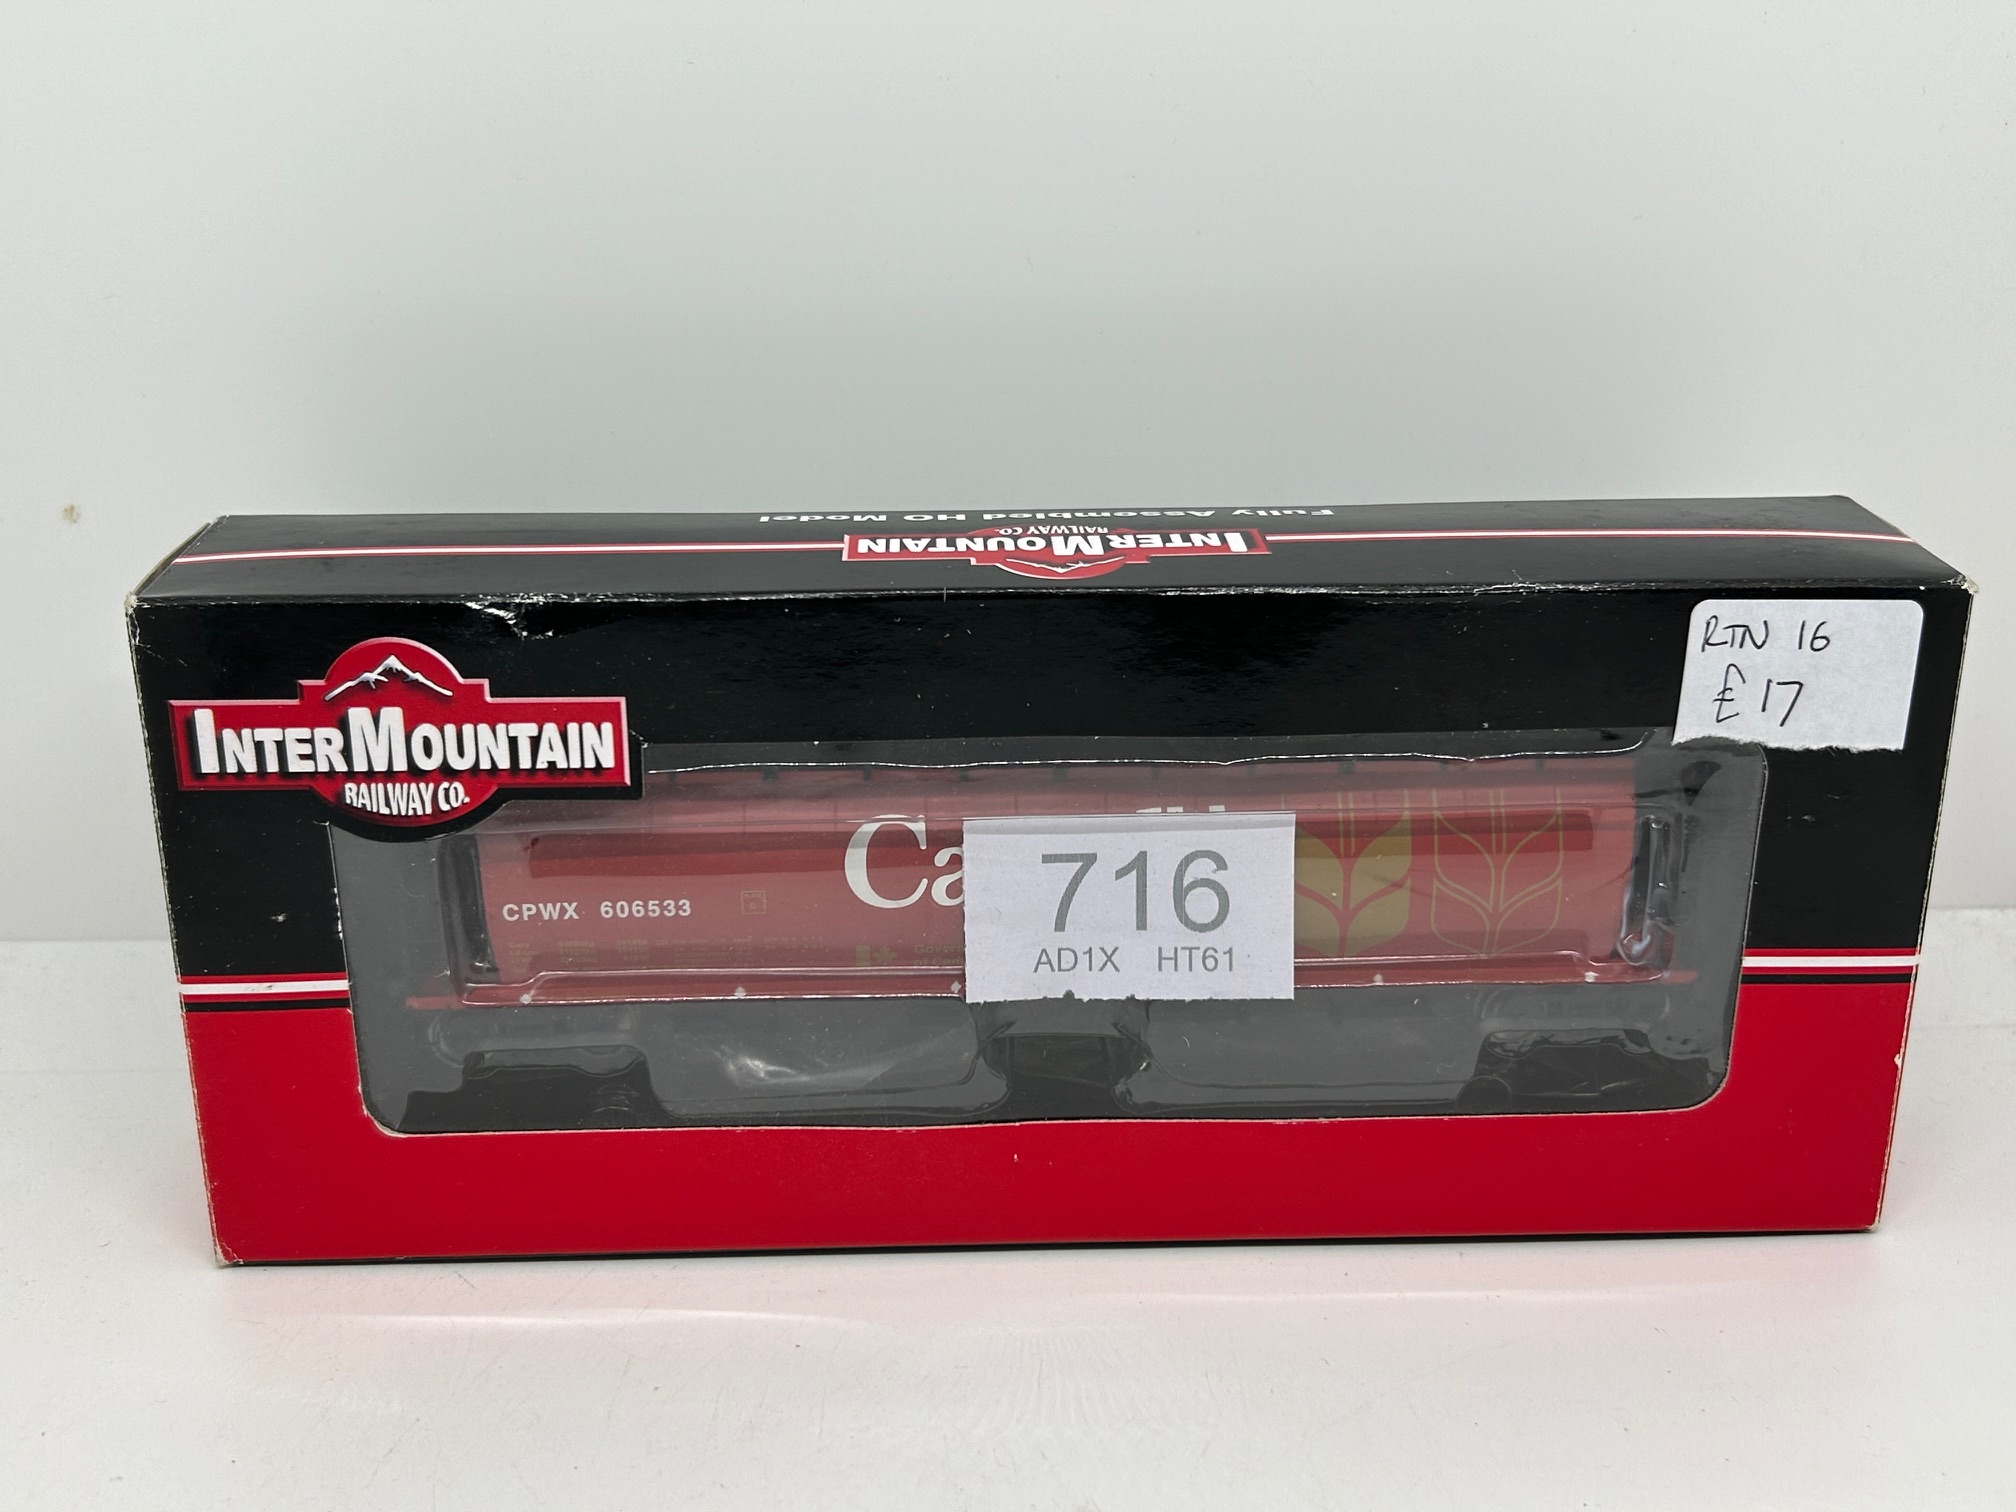 Fully Assembled HO Model
INTERMOUNTAIN
RAILWAY CO.
RTN 16
£17
INTERMOUNTAIN
RAILWAY CO.
Ca
716
AD1X HT61
CPWX 606533